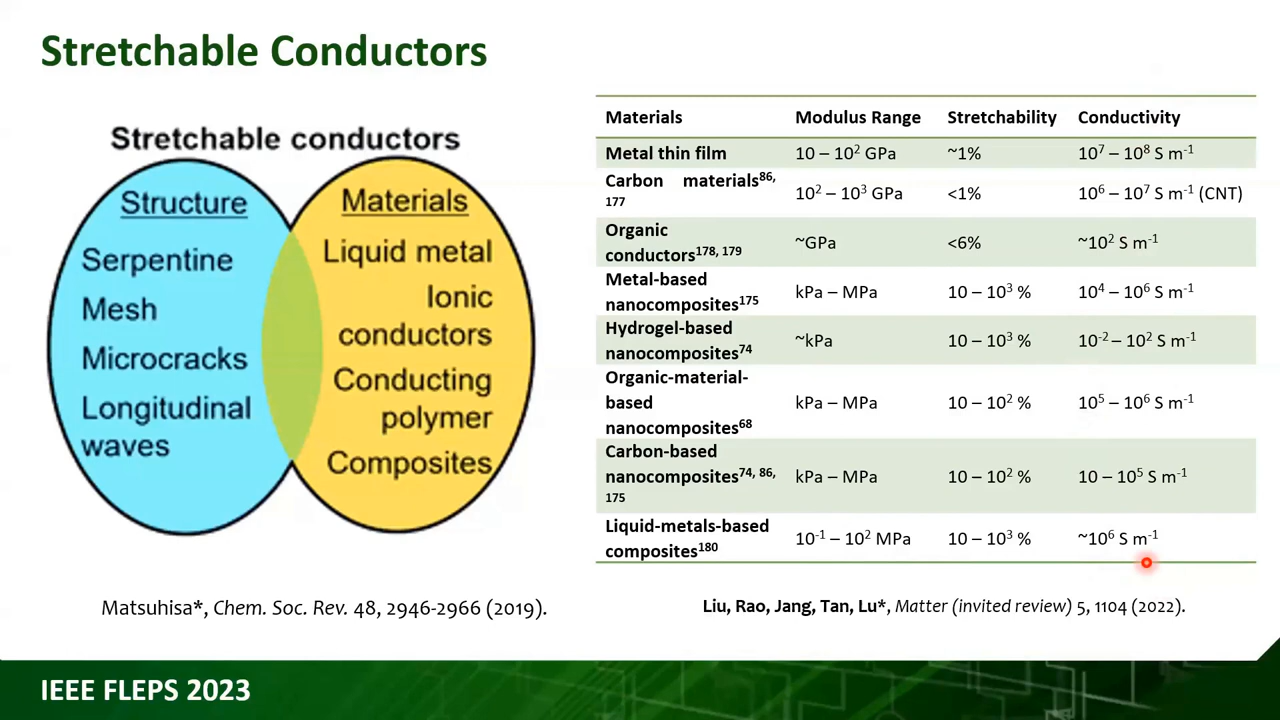 Stretchable Conductors
Stretchable conductors
Structure
Serpentine
Mesh
Microcracks
Longitudinal
waves
Materials
Liquid metal
Ionic
conductors
Conducting
polymer
Composites
Matsuhisa*, Chem. Soc. Rev. 48, 2946-2966 (2019).
Materials Modulus Range Stretchability Conductivity
Metal thin film 10 – 10² GPa ~1% 10⁷ – 10⁸ S m⁻¹
Carbon materials⁸⁶,
¹⁷⁷ 10² – 10³ GPa <1% 10⁶ – 10⁷ S m⁻¹ (CNT)
Organic
conductors¹⁷⁸, ¹⁷⁹ ~GPa <6% ~10² S m⁻¹
Metal-based
nanocomposites¹⁷⁵ kPa – MPa 10 – 10³ % 10⁴ – 10⁶ S m⁻¹
Hydrogel-based
nanocomposites⁷⁴ ~kPa 10 – 10³ % 10⁻² – 10² S m⁻¹
Organic-material-
based
nanocomposites⁶⁸ kPa – MPa 10 – 10² % 10⁵ – 10⁶ S m⁻¹
Carbon-based
nanocomposites⁷⁴, ⁸⁶,
¹⁷⁵ kPa – MPa 10 – 10² % 10 – 10⁵ S m⁻¹
Liquid-metals-based
composites¹⁸⁰ 10⁻¹ – 10² MPa 10 – 10³ % ~10⁶ S m⁻¹
Liu, Rao, Jang, Tan, Lu*, Matter (invited review) 5, 1104 (2022).
IEEE FLEPS 2023